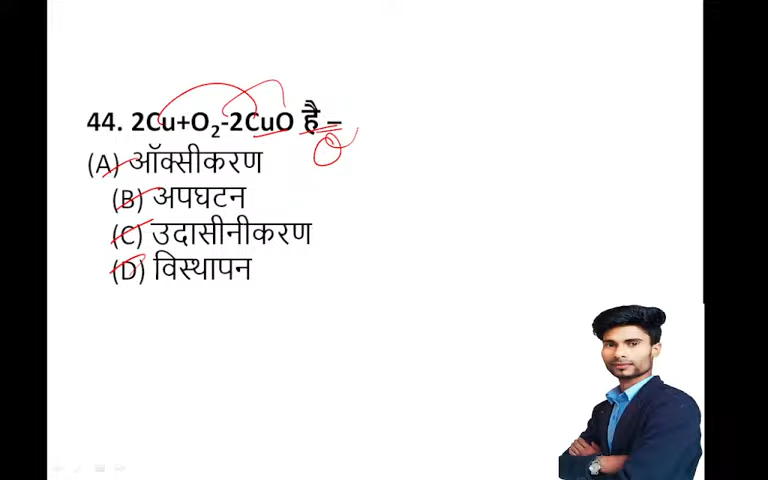 44. 2Cu+O₂-2CuO है –
(A) ऑक्सीकरण
(B) अपघटन
(C) उदासीनीकरण
(D) विस्थापन